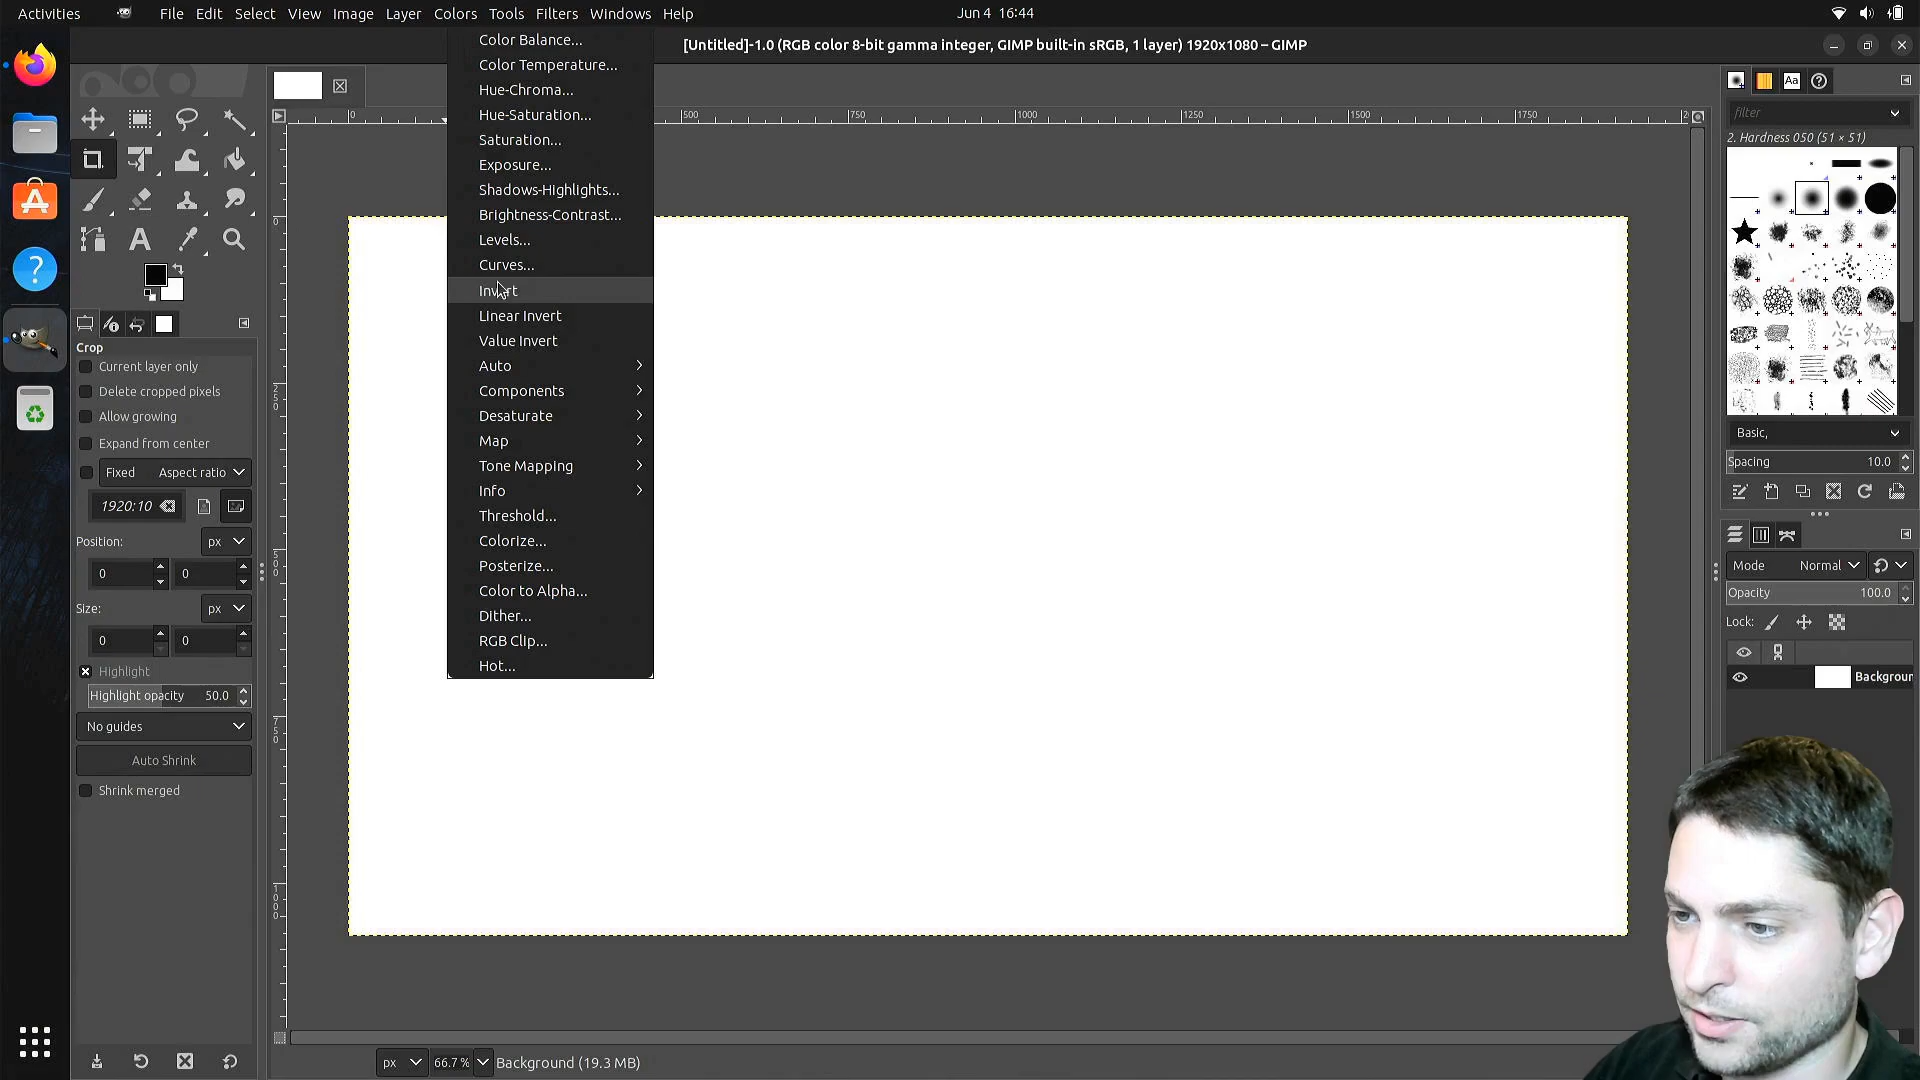 Activities
File Edit Select View Image Layer Colors Tools Filters Windows Help
Jun 4 16:44
[Untitled]-1.0 (RGB color 8-bit gamma integer, GIMP built-in sRGB, 1 layer) 1920x1080 – GIMP
Color Balance...
Color Temperature...
Hue-Chroma...
Hue-Saturation...
Saturation...
Exposure...
Shadows-Highlights...
Brightness-Contrast...
Levels...
Curves...
Invert
Linear Invert
Value Invert
Auto
Components
Desaturate
Map
Tone Mapping
Info
Threshold...
Colorize...
Posterize...
Color to Alpha...
Dither...
RGB Clip...
Hot...
0 500 750 1000 1250 1500 1750
0
250
500
750
1000
Crop
Current layer only
Delete cropped pixels
Allow growing
Expand from center
Fixed Aspect ratio
1920:10
Position: px
0 0
Size: px
0 0
Highlight
Highlight opacity 50.0
No guides
Auto Shrink
Shrink merged
px 66.7 % Background (19.3 MB)
Aa
filter
2. Hardness 050 (51 × 51)
Basic,
Spacing 10.0
Mode Normal
Opacity 100.0
Lock:
Backgroun